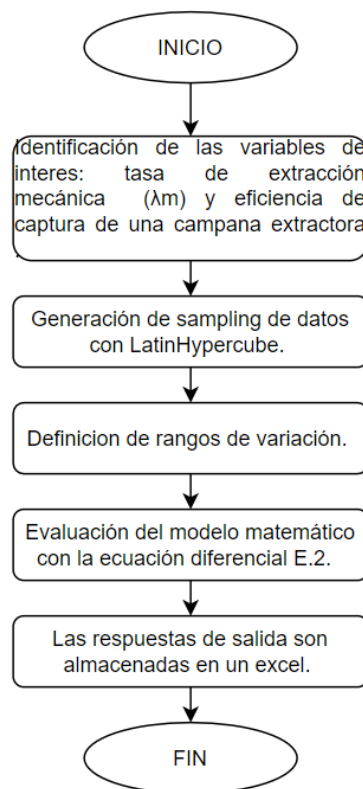 INICIO
Identificación de las variables de
interes: tasa de extracción
mecánica (λm) y eficiencia de
captura de una campana extractora
.
Generación de sampling de datos
con LatinHypercube.
Definicion de rangos de variación.
Evaluación del modelo matemático
con la ecuación diferencial E.2.
Las respuestas de salida son
almacenadas en un excel.
FIN